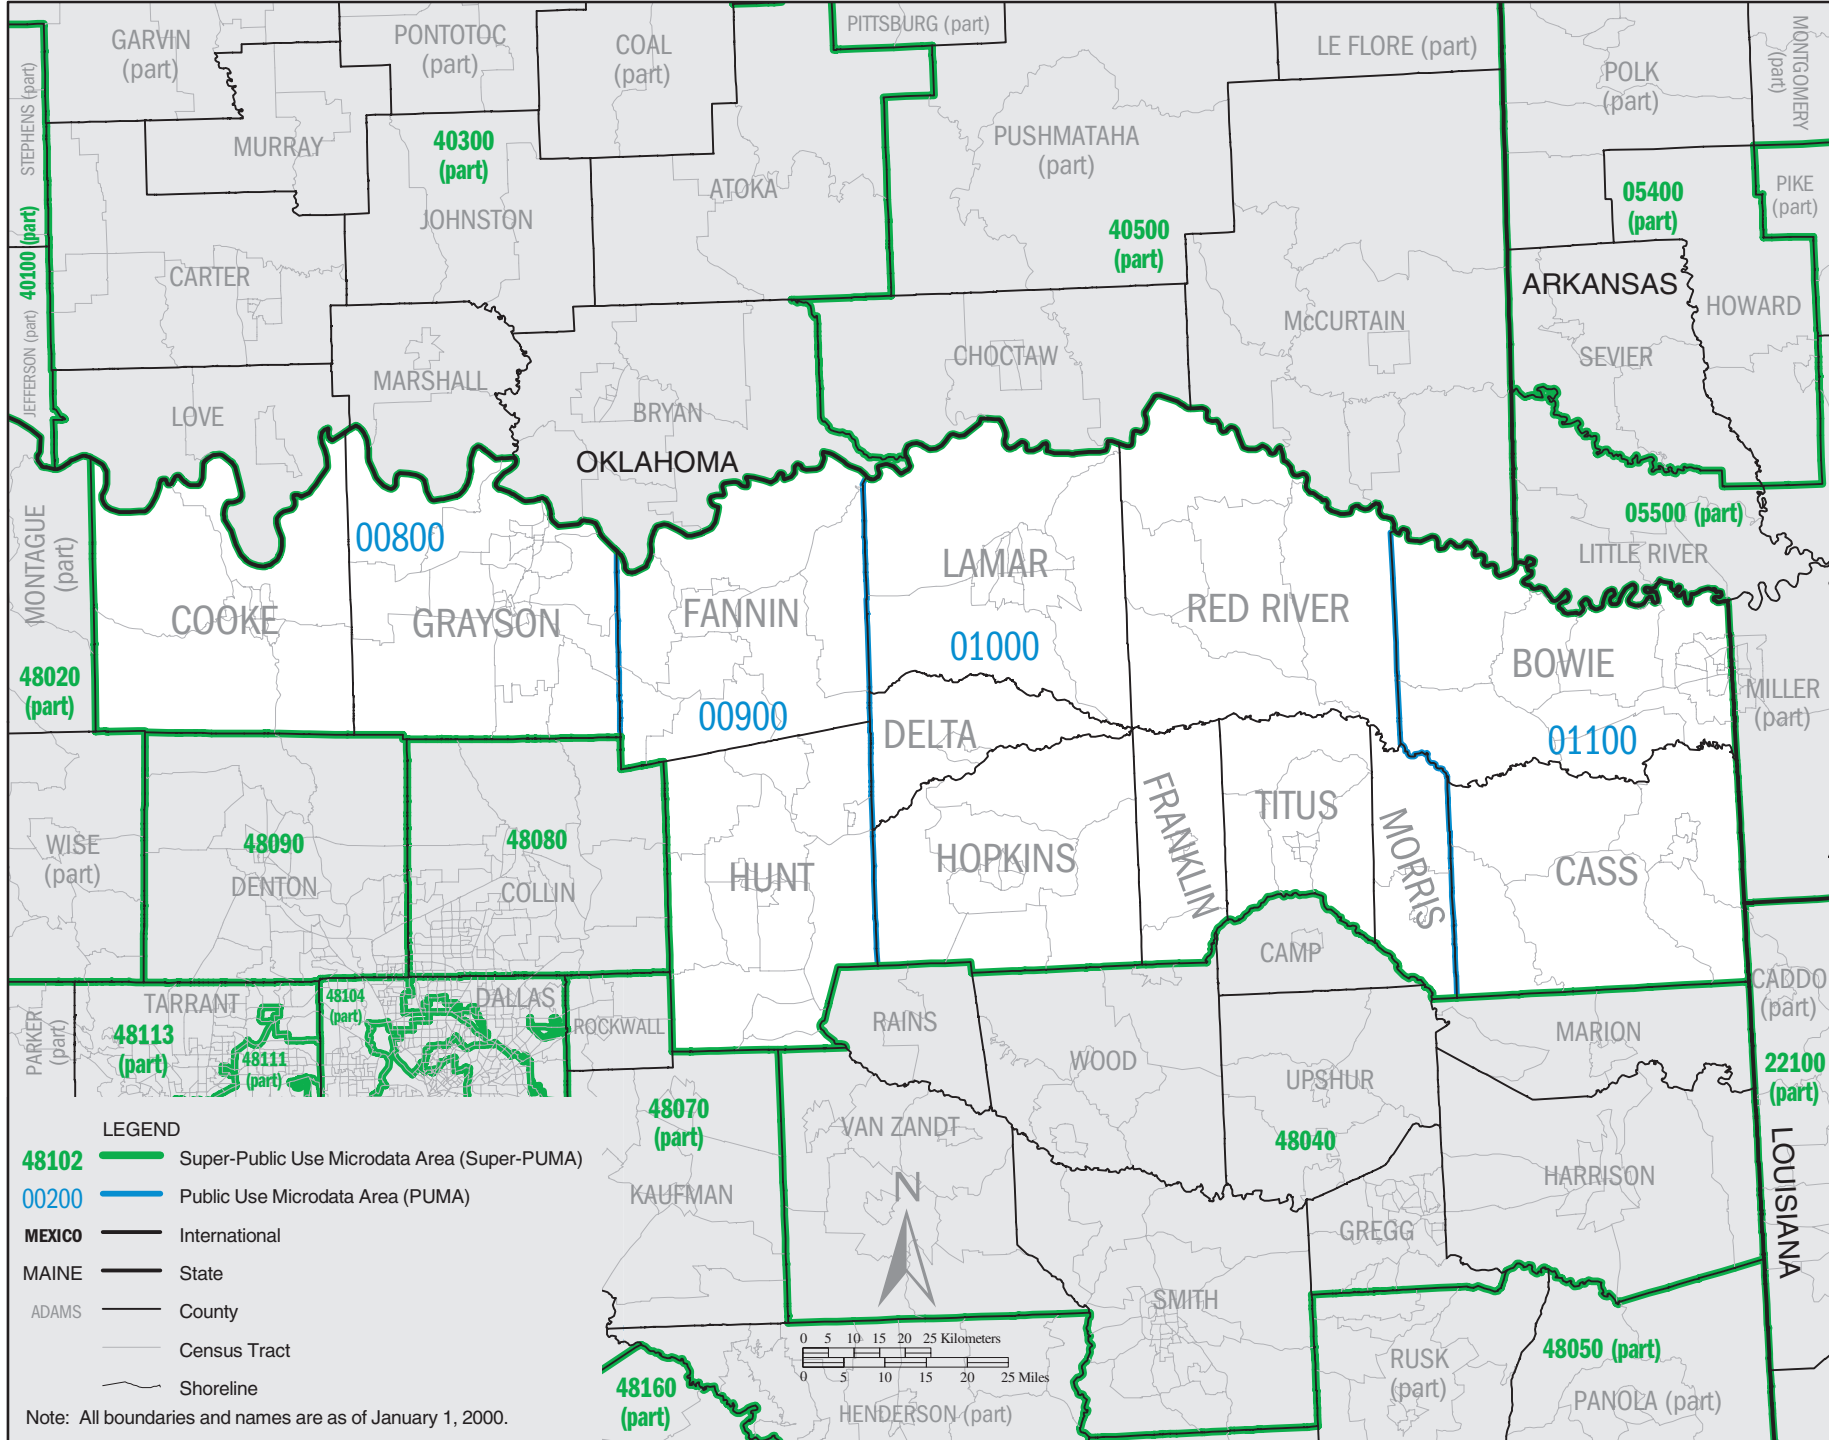 GARVIN
(part)
PONTOTOC
(part)
COAL
(part)
PITTSBURG (part)
LE FLORE (part)
POLK
(part)
MONTGOMERY
(part)
STEPHENS (part)
MURRAY
40300
(part)
PUSHMATAHA
(part)
ATOKA
05400
(part)
PIKE
(part)
JOHNSTON
40500
(part)
40100 (part)
CARTER
ARKANSAS
HOWARD
McCURTAIN
JEFFERSON (part)
CHOCTAW
SEVIER
MARSHALL
LOVE
BRYAN
OKLAHOMA
MONTAGUE
(part)
00800
05500 (part)
LITTLE RIVER
LAMAR
COOKE
GRAYSON
FANNIN
RED RIVER
01000
BOWIE
48020
(part)
MILLER
(part)
00900
DELTA
01100
WISE
(part)
48090
DENTON
48080
COLLIN
HUNT
HOPKINS
FRANKLIN
TITUS
MORRIS
CASS
CAMP
CADDO
(part)
TARRANT
48104
(part)
DALLAS
ROCKWALL
RAINS
PARKER
(part)
48113
(part)
48111
(part)
MARION
WOOD
UPSHUR
22100
(part)
48070
(part)
VAN ZANDT
48040
LOUISIANA
HARRISON
KAUFMAN
N
GREGG
SMITH
LEGEND
48102 Super-Public Use Microdata Area (Super-PUMA)
00200 Public Use Microdata Area (PUMA)
MEXICO International
MAINE State
ADAMS County
Census Tract
Shoreline
Note: All boundaries and names are as of January 1, 2000.
0 5 10 15 20 25 Kilometers
0 5 10 15 20 25 Miles
48160
(part)
HENDERSON (part)
RUSK
(part)
48050 (part)
PANOLA (part)